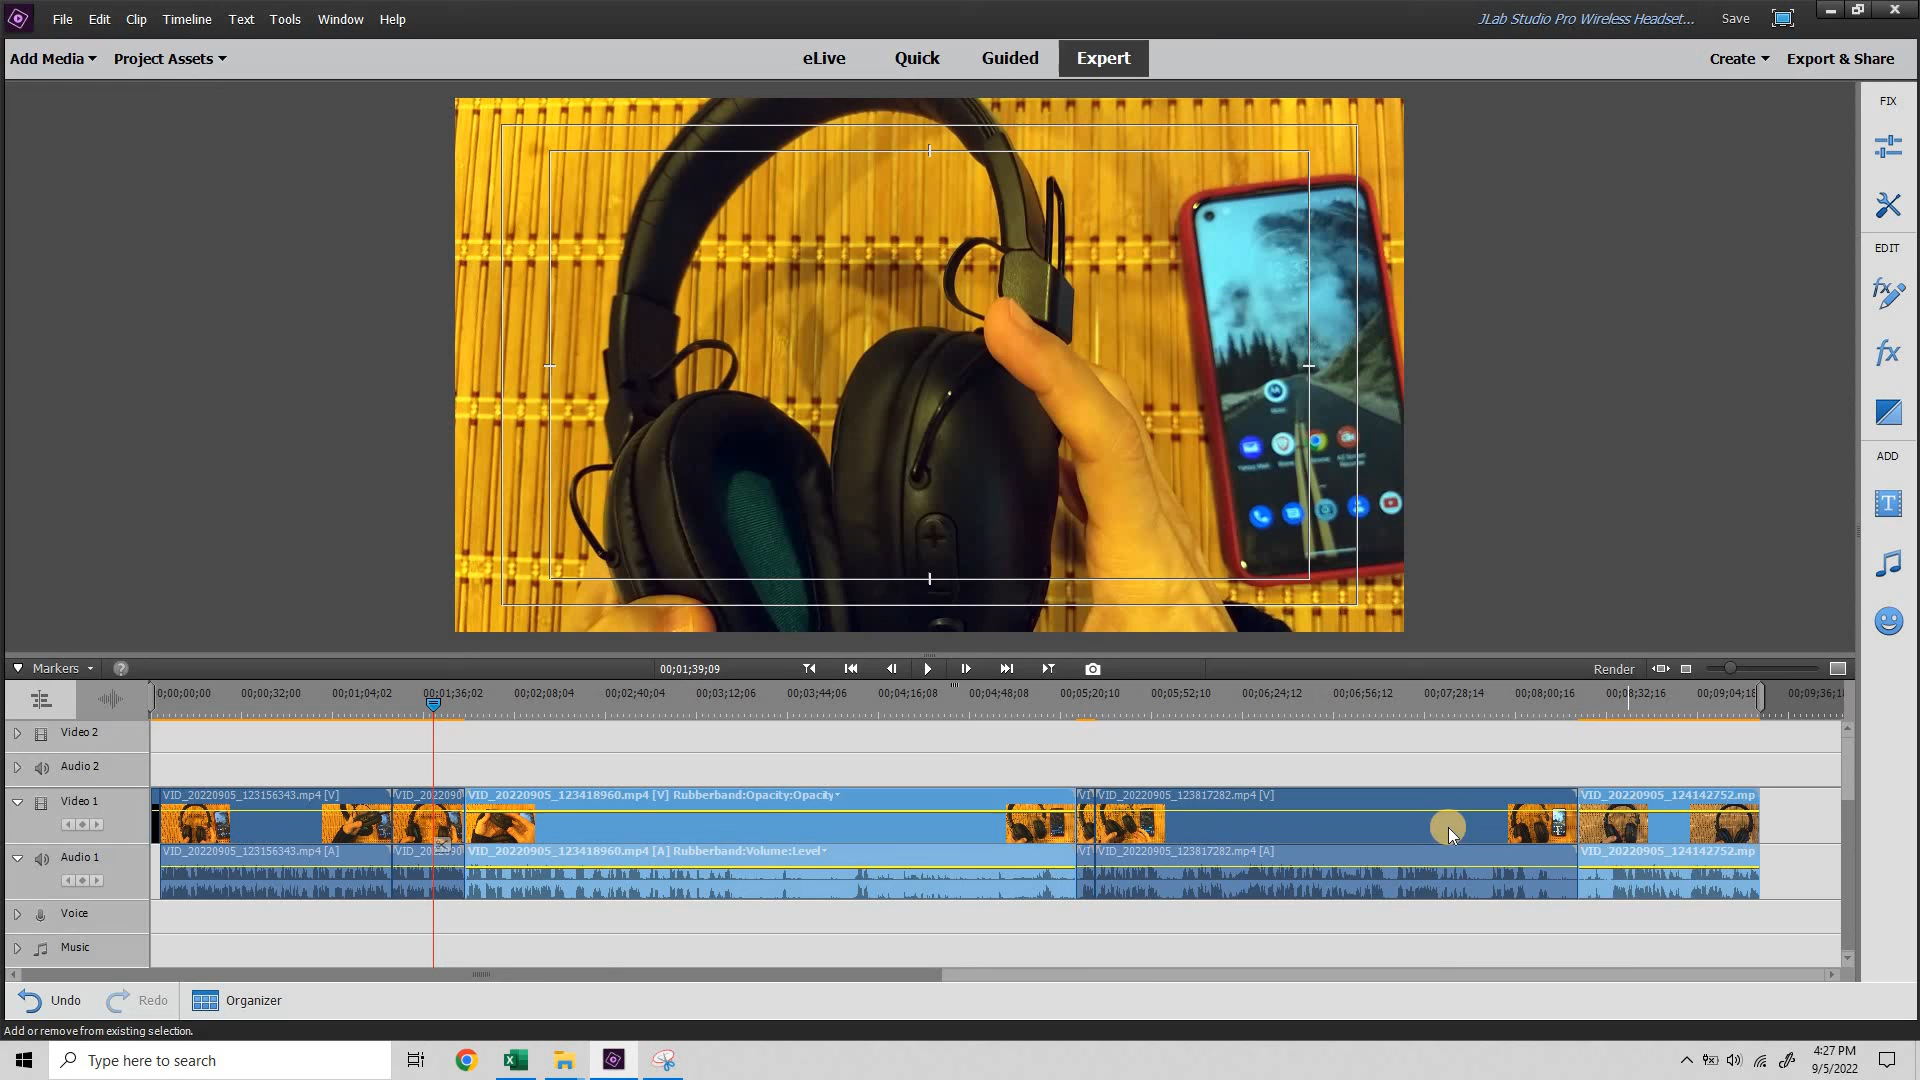 File Edit Clip Timeline Text Tools Window Help
JLab Studio Pro Wireless Headset... Save
Add Media Project Assets
eLive Quick Guided Expert
Create Export & Share
FIX
EDIT
ADD
Markers ?
00;01;39;09
Render
;00;00;00 00;00;32;00 00;01;04;02 00;01;36;02 00;02;08;04 00;02;40;04 00;03;12;06 00;03;44;06 00;04;16;08 00;04;48;08 00;05;20;10 00;05;52;10 00;06;24;12 00;06;56;12 00;07;28;14 00;08;00;16 00;08;32;16 00;09;04;18 00;09;36;1
Video 2
Audio 2
Video 1
VID_20220905_123156343.mp4 [V] VID_202209 VID_20220905_123418960.mp4 [V] Rubberband:Opacity:Opacity VI VID_20220905_123817282.mp4 [V] VID_20220905_124142752.mp
Audio 1
VID_20220905_123156343.mp4 [A] VID_202209 VID_20220905_123418960.mp4 [A] Rubberband:Volume:Level VI VID_20220905_123817282.mp4 [A] VID_20220905_124142752.mp
Voice
Music
Undo Redo Organizer
Add or remove from existing selection.
Type here to search
4:27 PM
9/5/2022